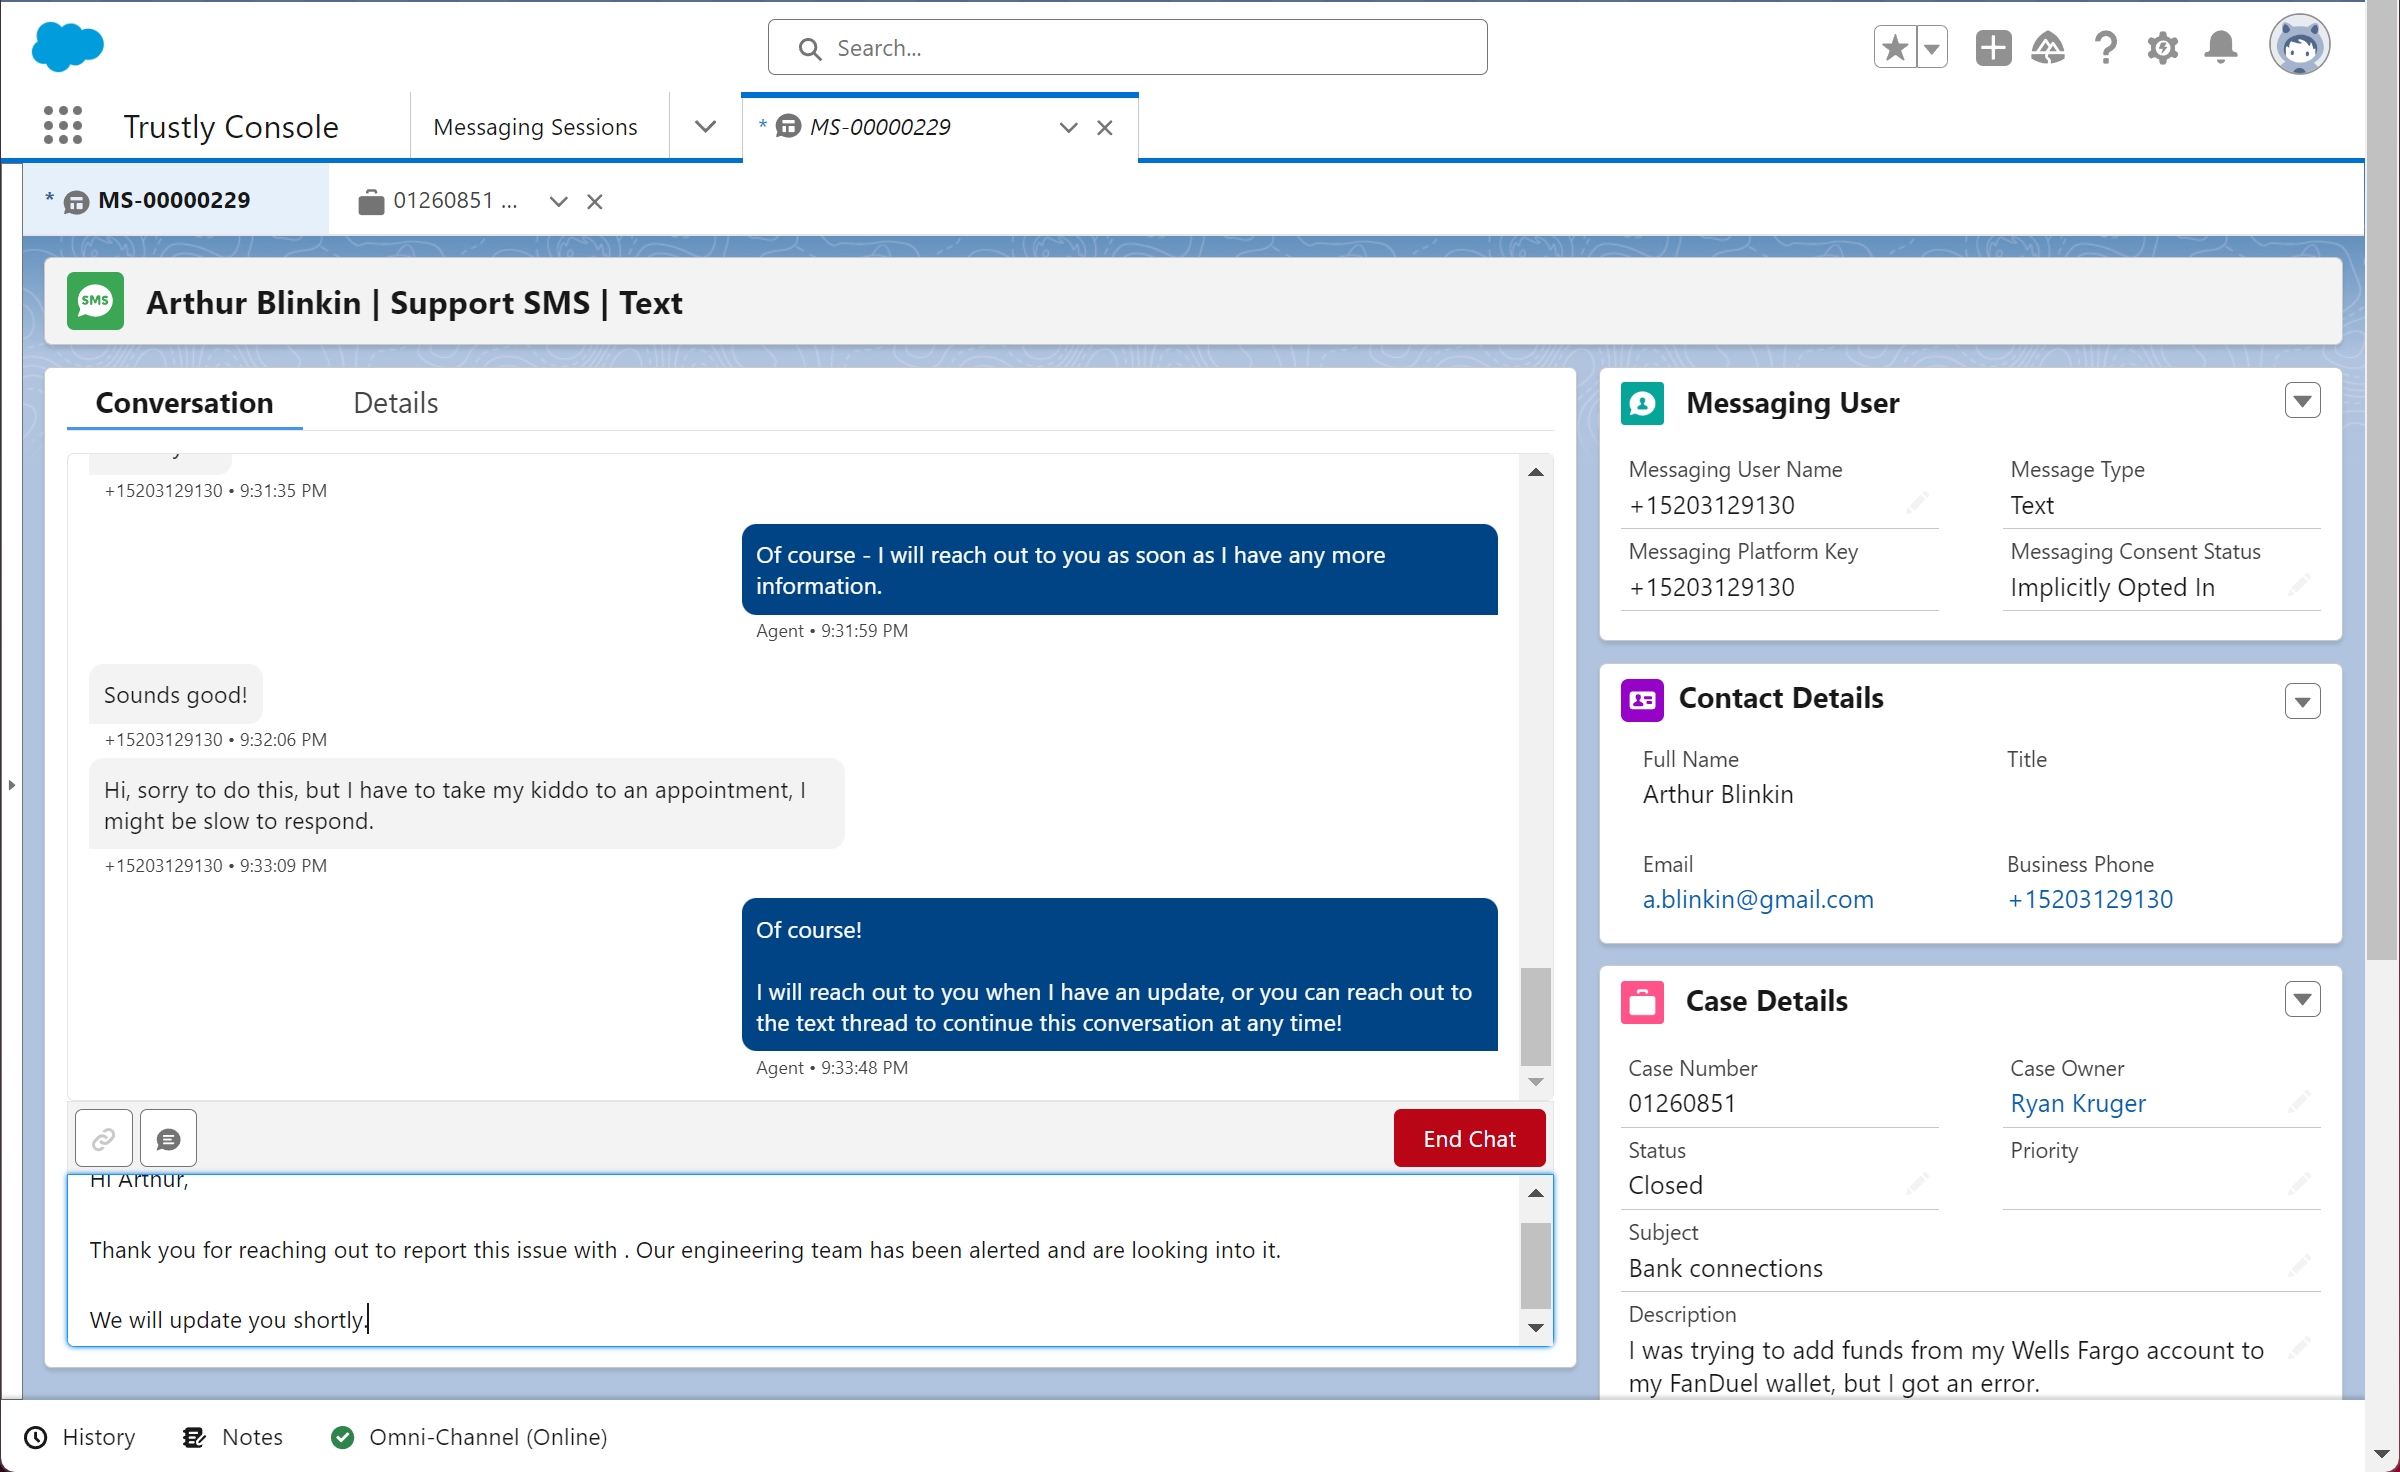 Search...
Trustly Console
Messaging Sessions
* MS-00000229
* MS-00000229
01260851 ...
SMS
Arthur Blinkin | Support SMS | Text
Conversation
Details
+15203129130 • 9:31:35 PM
Of course - I will reach out to you as soon as I have any more
information.
Agent • 9:31:59 PM
Sounds good!
+15203129130 • 9:32:06 PM
Hi, sorry to do this, but I have to take my kiddo to an appointment, I
might be slow to respond.
+15203129130 • 9:33:09 PM
Of course!
I will reach out to you when I have an update, or you can reach out to
the text thread to continue this conversation at any time!
Agent • 9:33:48 PM
End Chat
Hi Arthur,
Thank you for reaching out to report this issue with . Our engineering team has been alerted and are looking into it.
We will update you shortly.
Messaging User
Messaging User Name
+15203129130
Message Type
Text
Messaging Platform Key
+15203129130
Messaging Consent Status
Implicitly Opted In
Contact Details
Full Name
Arthur Blinkin
Title
Email
a.blinkin@gmail.com
Business Phone
+15203129130
Case Details
Case Number
01260851
Case Owner
Ryan Kruger
Status
Closed
Priority
Subject
Bank connections
Description
I was trying to add funds from my Wells Fargo account to
my FanDuel wallet, but I got an error.
History
Notes
Omni-Channel (Online)